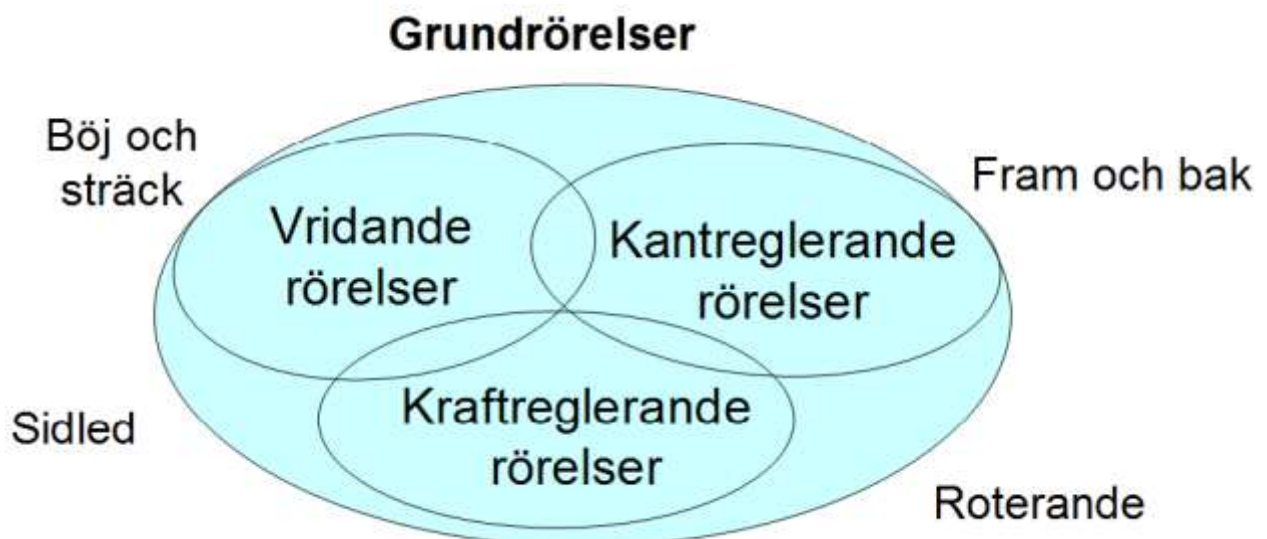 Grundrörelser
Böj och
sträck
Fram och bak
Vridande
rörelser
Kantreglerande
rörelser
Kraftreglerande
rörelser
Sidled
Roterande